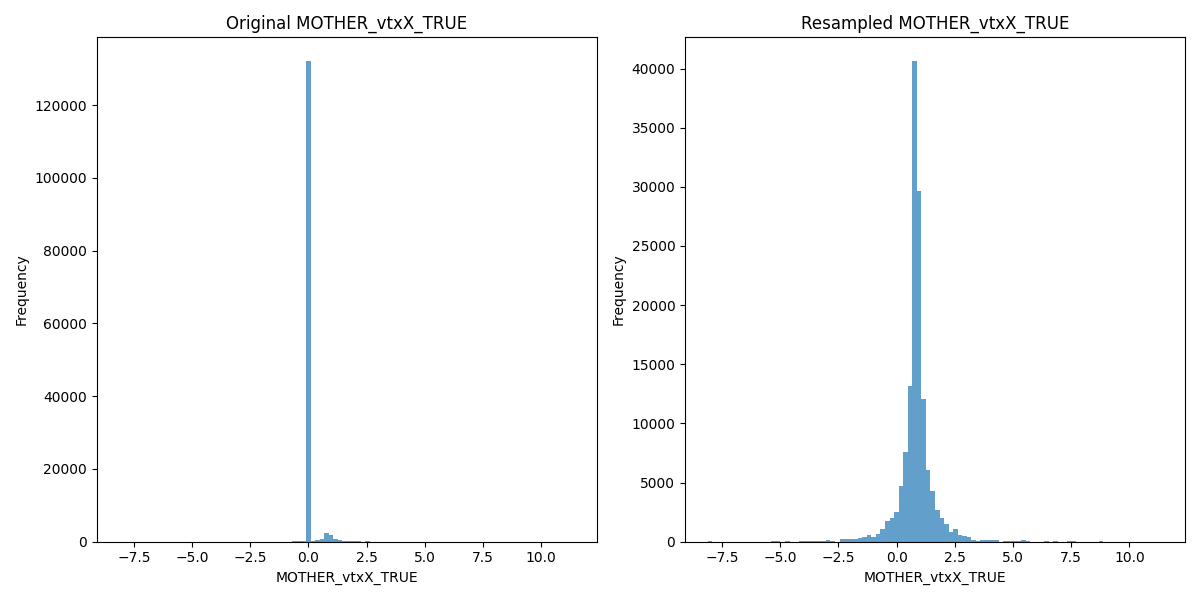 Original MOTHER_vtxX_TRUE
Frequency
120000
100000
80000
60000
40000
20000
0
−7.5 −5.0 −2.5 0.0 2.5 5.0 7.5 10.0
MOTHER_vtxX_TRUE
Resampled MOTHER_vtxX_TRUE
Frequency
40000
35000
30000
25000
20000
15000
10000
5000
0
−7.5 −5.0 −2.5 0.0 2.5 5.0 7.5 10.0
MOTHER_vtxX_TRUE